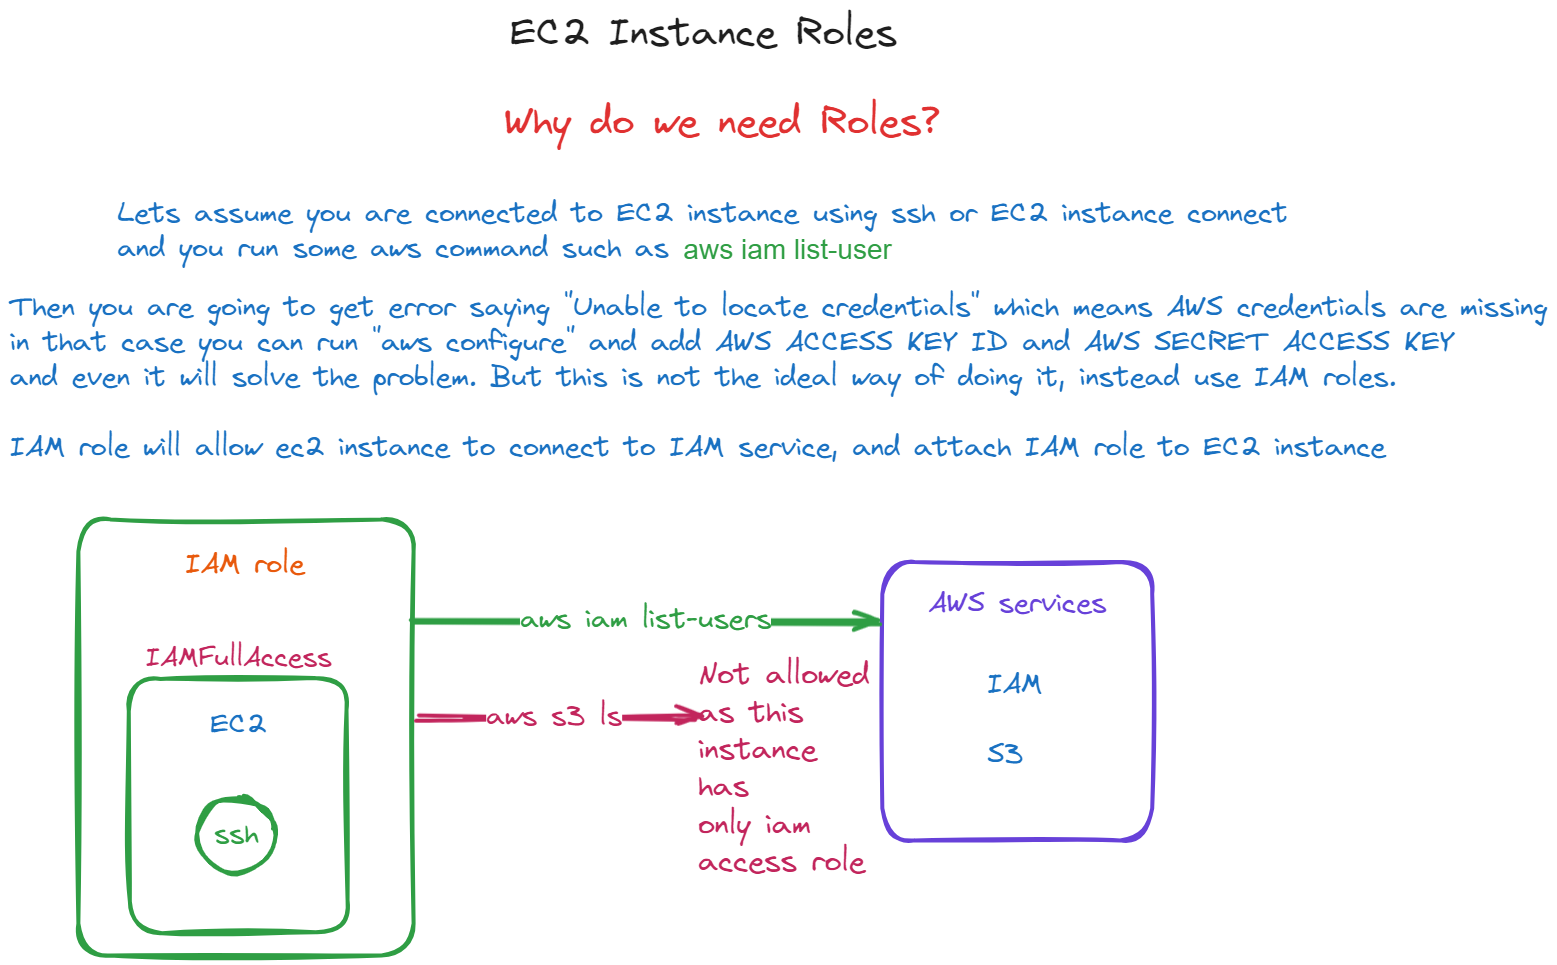 EC2 Instance Roles
Why do we need Roles?
Lets assume you are connected to EC2 instance using ssh or EC2 instance connect
and you run some aws command such as aws iam list-user
Then you are going to get error saying "Unable to locate credentials" which means AWS credentials are missing
in that case you can run "aws configure" and add AWS ACCESS KEY ID and AWS SECRET ACCESS KEY
and even it will solve the problem. But this is not the ideal way of doing it, instead use IAM roles.
IAM role will allow ec2 instance to connect to IAM service, and attach IAM role to EC2 instance
IAM role
IAMFullAccess
EC2
ssh
aws iam list-users
aws s3 ls
Not allowed
as this
instance
has
only iam
access role
AWS services
IAM
S3